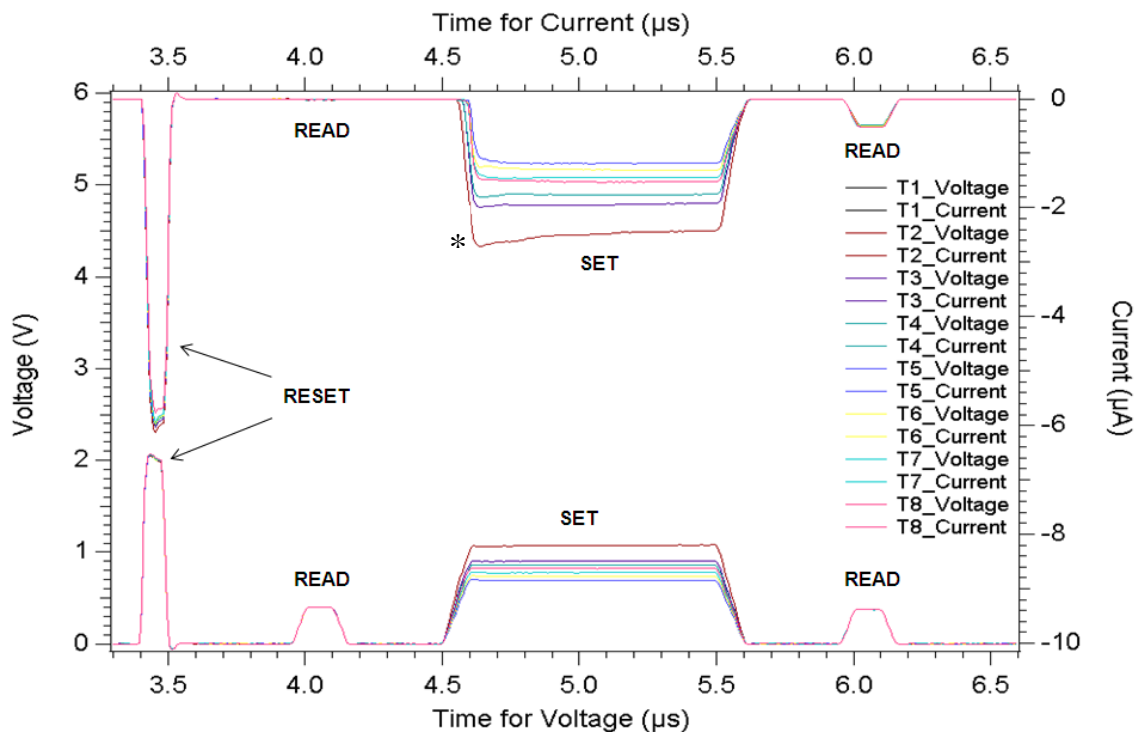 Time for Current (µs)
3.5 4.0 4.5 5.0 5.5 6.0 6.5
6 0
READ
READ
5
T1_Voltage
T1_Current
-2
T2_Voltage
*
SET
T2_Current
4
T3_Voltage
T3_Current
-4
T4_Voltage
T4_Current
Voltage (V)
3
T5_Voltage
Current (µA)
RESET
T5_Current
T6_Voltage
-6
T6_Current
2
T7_Voltage
T7_Current
T8_Voltage
SET
T8_Current
-8
1
READ
READ
0 -10
3.5 4.0 4.5 5.0 5.5 6.0 6.5
Time for Voltage (µs)